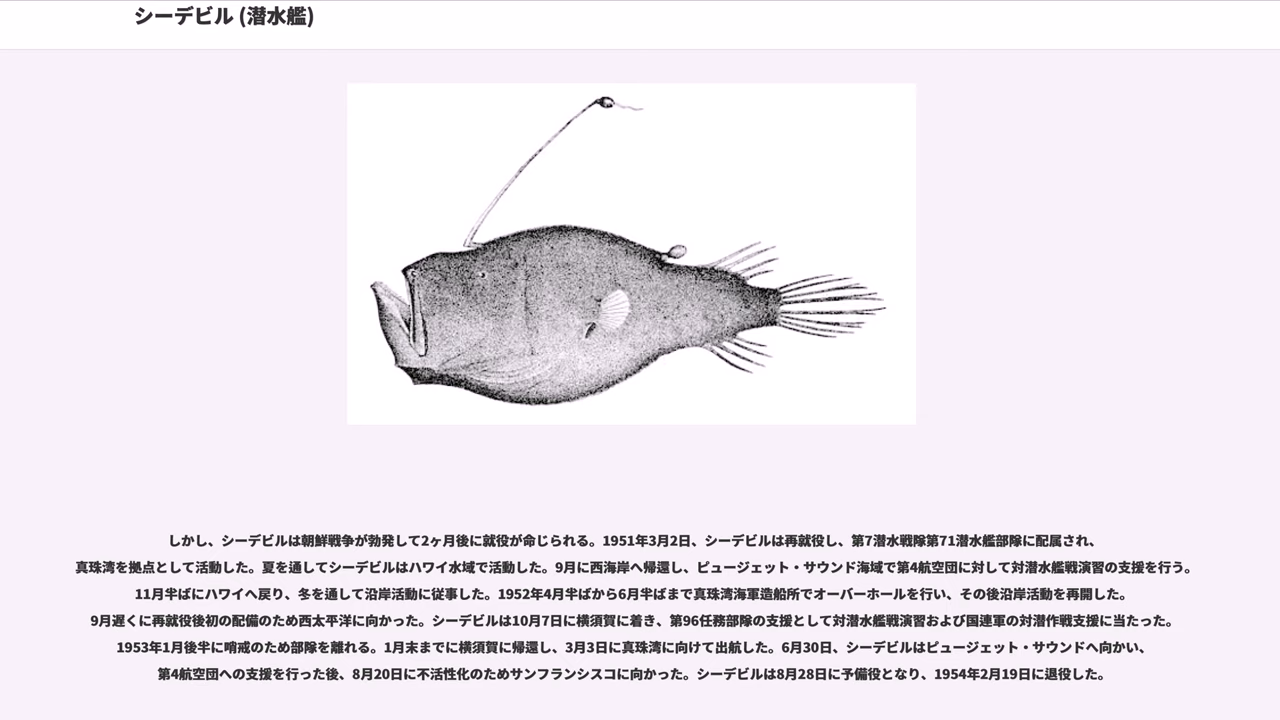 シーデビル (潜水艦)
しかし、シーデビルは朝鮮戦争が勃発して2ヶ月後に就役が命じられる。1951年3月2日、シーデビルは再就役し、第7潜水戦隊第71潜水艦部隊に配属され、
真珠湾を拠点として活動した。夏を通してシーデビルはハワイ水域で活動した。9月に西海岸へ帰還し、ピュージェット・サウンド海域で第4航空団に対して対潜水艦戦演習の支援を行う。
11月半ばにハワイへ戻り、冬を通して沿岸活動に従事した。1952年4月半ばから6月半ばまで真珠湾海軍造船所でオーバーホールを行い、その後沿岸活動を再開した。
9月遅くに再就役後初の配備のため西太平洋に向かった。シーデビルは10月7日に横須賀に着き、第96任務部隊の支援として対潜水艦戦演習および国連軍の対潜作戦支援に当たった。
1953年1月後半に哨戒のため部隊を離れる。1月末までに横須賀に帰還し、3月3日に真珠湾に向けて出航した。6月30日、シーデビルはピュージェット・サウンドへ向かい、
第4航空団への支援を行った後、8月20日に不活性化のためサンフランシスコに向かった。シーデビルは8月28日に予備役となり、1954年2月19日に退役した。